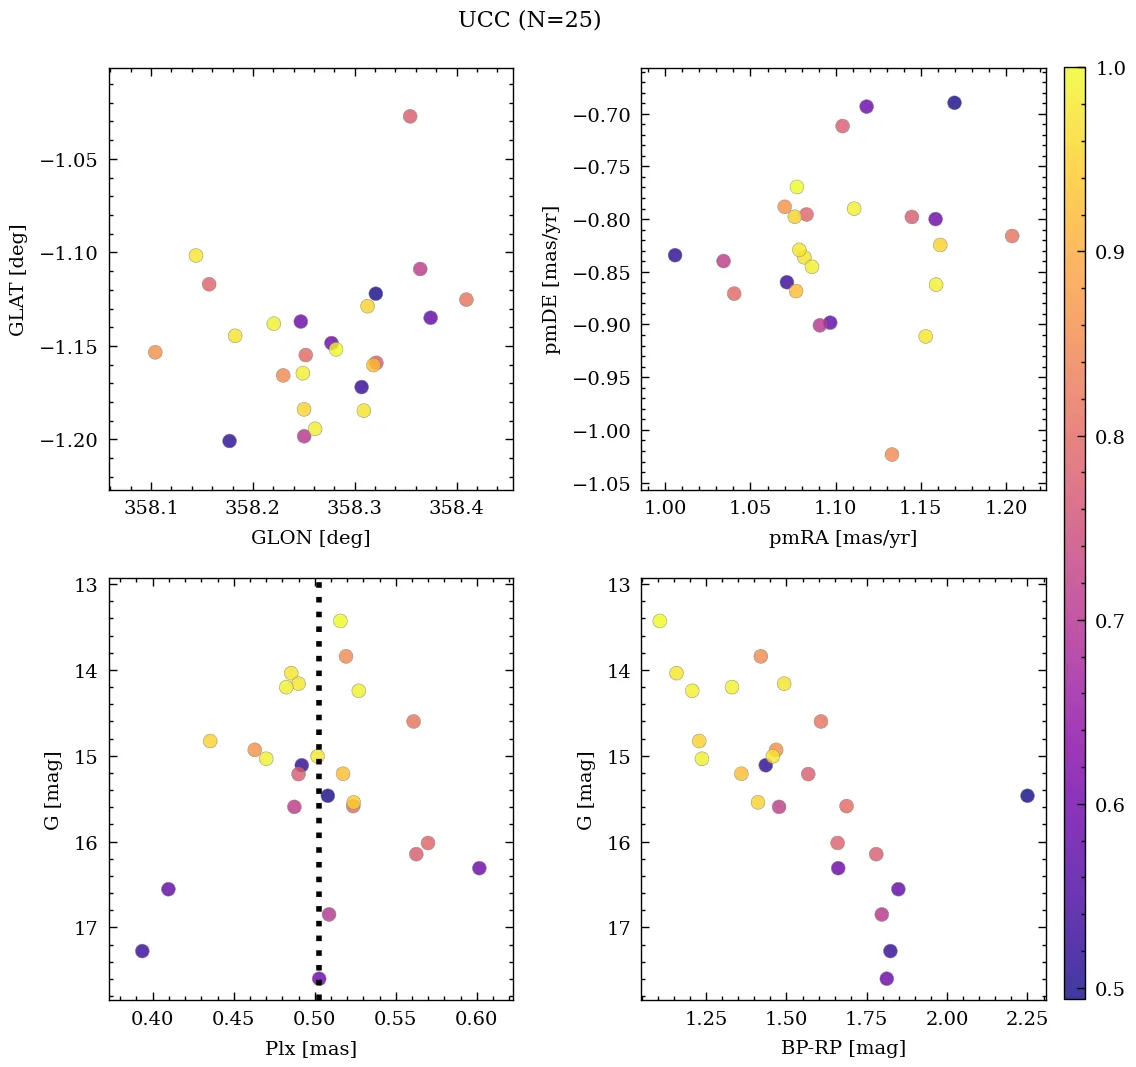 UCC (N=25)
−1.05
−1.10
−1.15
−1.20
GLAT [deg]
358.1 358.2 358.3 358.4
GLON [deg]
−0.70
−0.75
−0.80
−0.85
−0.90
−0.95
−1.00
−1.05
pmDE [mas/yr]
1.00 1.05 1.10 1.15 1.20
pmRA [mas/yr]
13
14
15
16
17
G [mag]
0.40 0.45 0.50 0.55 0.60
Plx [mas]
13
14
15
16
17
G [mag]
1.25 1.50 1.75 2.00 2.25
BP-RP [mag]
1.0
0.9
0.8
0.7
0.6
0.5